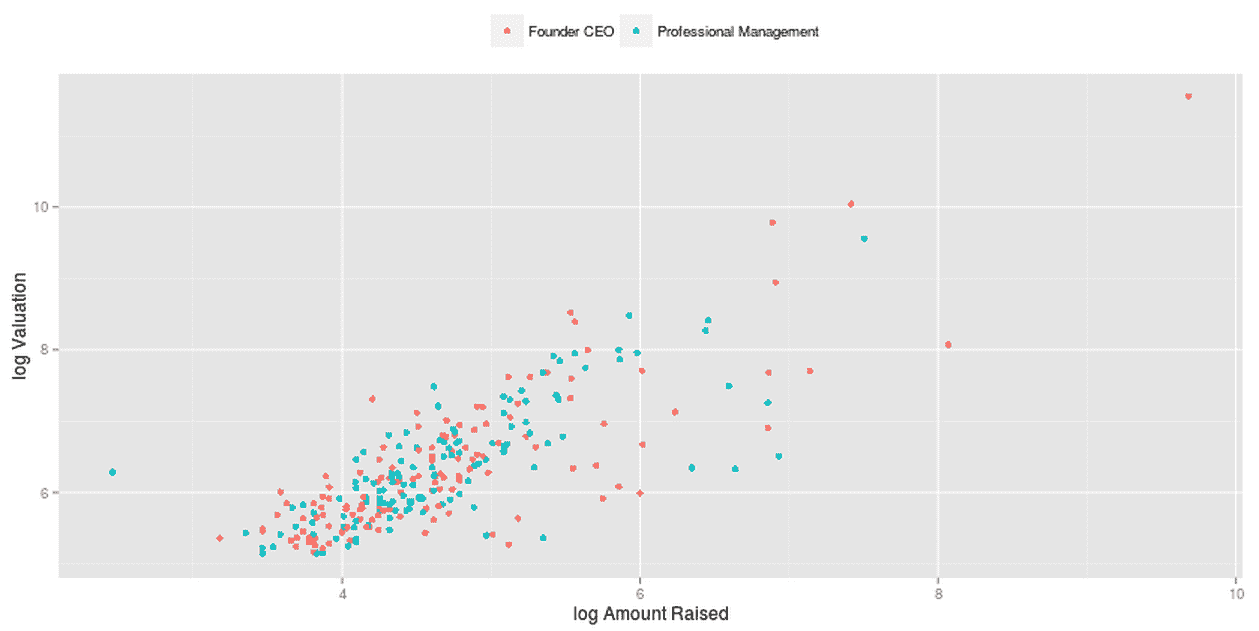 Founder CEO Professional Management
log Valuation
10
8
6
4 6 8 10
log Amount Raised